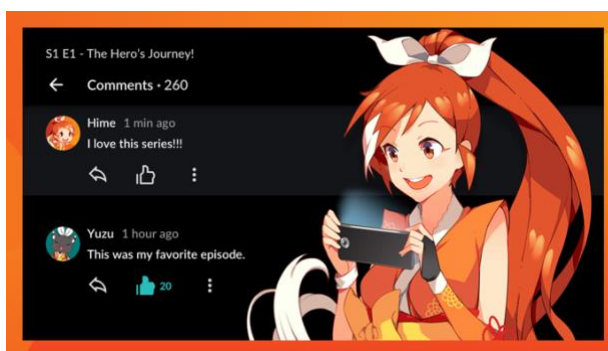 S1 E1 - The Hero's Journey!
Comments • 260
Hime 1 min ago
I love this series!!!
Yuzu 1 hour ago
This was my favorite episode.
20